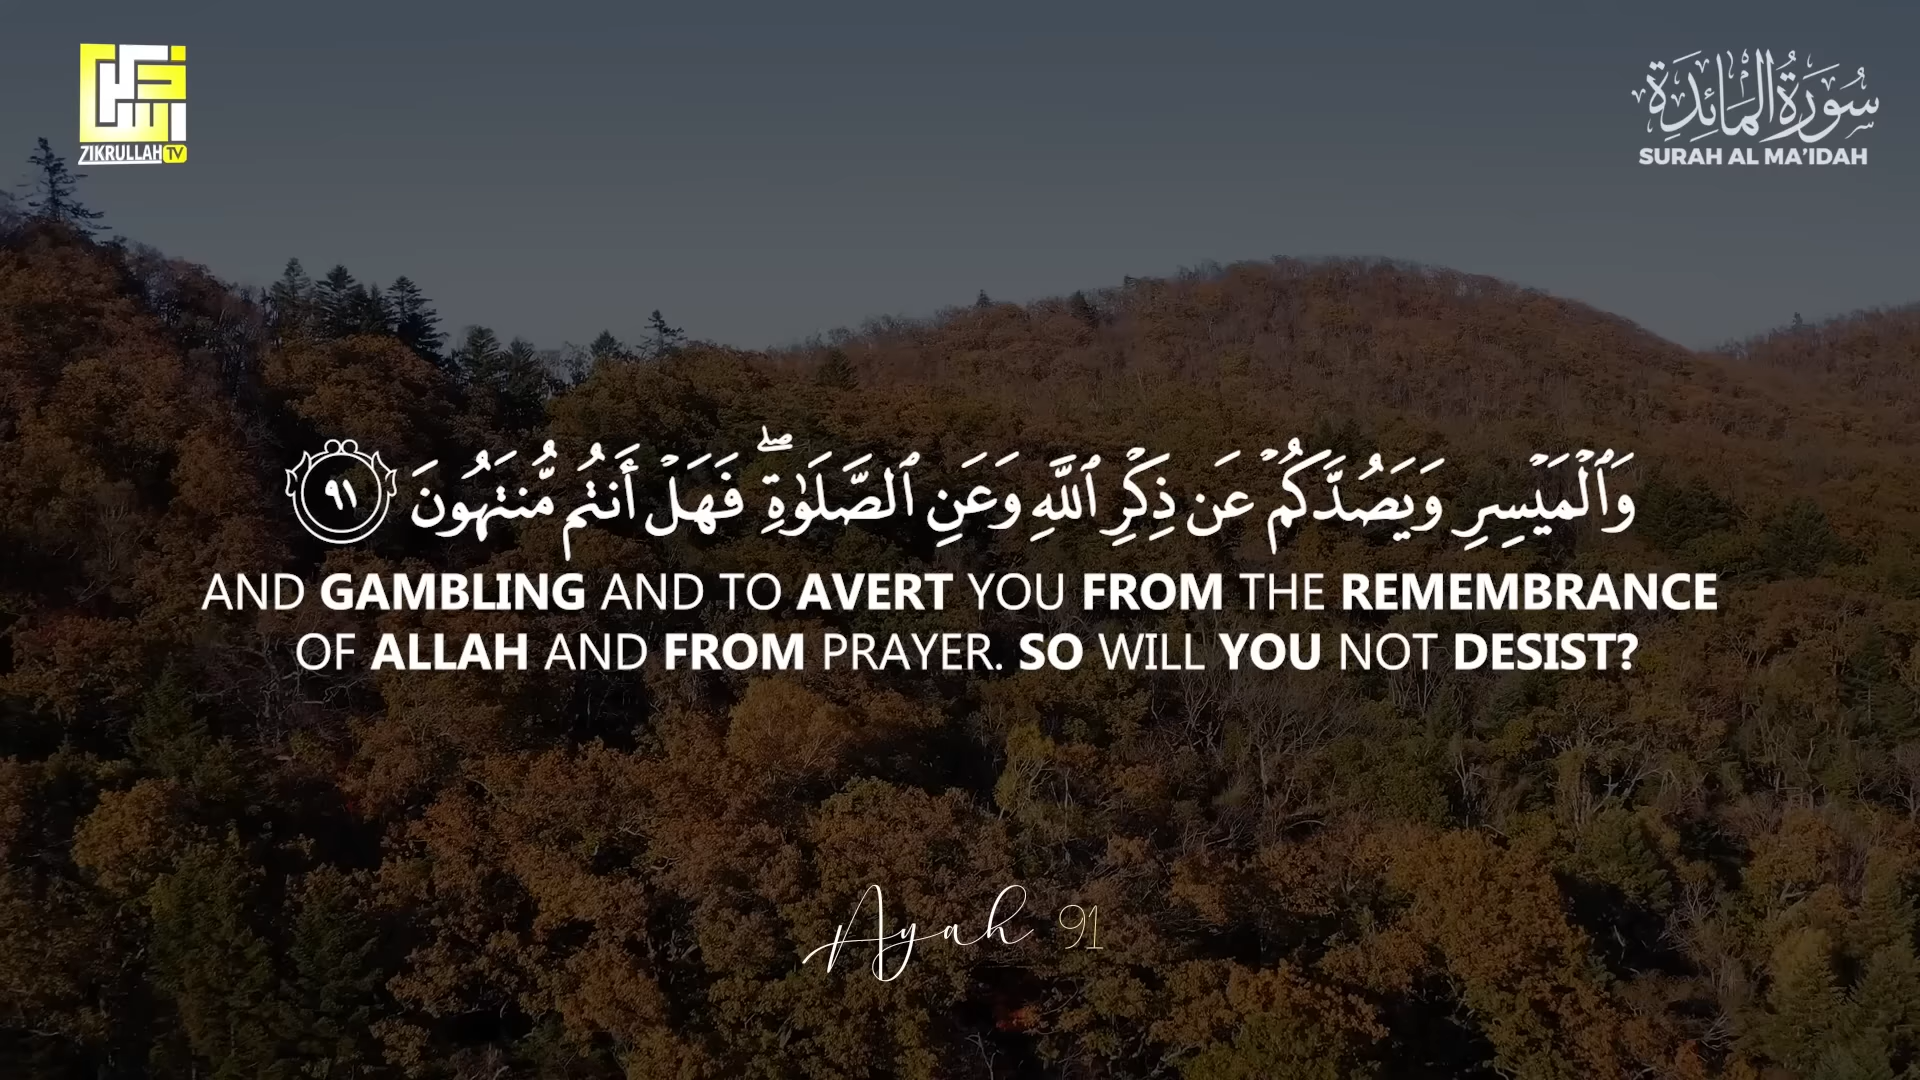 ZIKRULLAH TV
سُورَةُ المَائِدَةِ
SURAH AL MA'IDAH
وَٱلْمَيْسِرِ وَيَصُدَّكُمْ عَن ذِكْرِ ٱللَّهِ وَعَنِ ٱلصَّلَوٰةِ ۖ فَهَلْ أَنتُم مُّنتَهُونَ ٩١
AND GAMBLING AND TO AVERT YOU FROM THE REMEMBRANCE
OF ALLAH AND FROM PRAYER. SO WILL YOU NOT DESIST?
Ayah 91